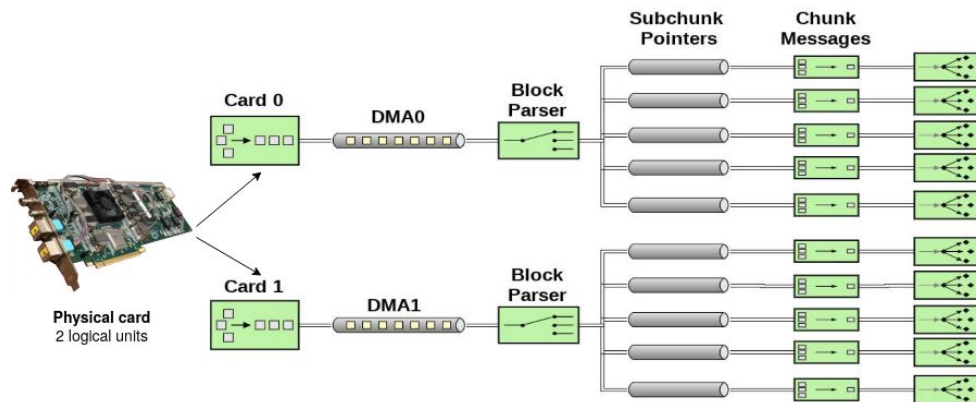 Subchunk
Pointers
Chunk
Messages
Card 0
DMA0
Block
Parser
Physical card
2 logical units
Card 1
DMA1
Block
Parser